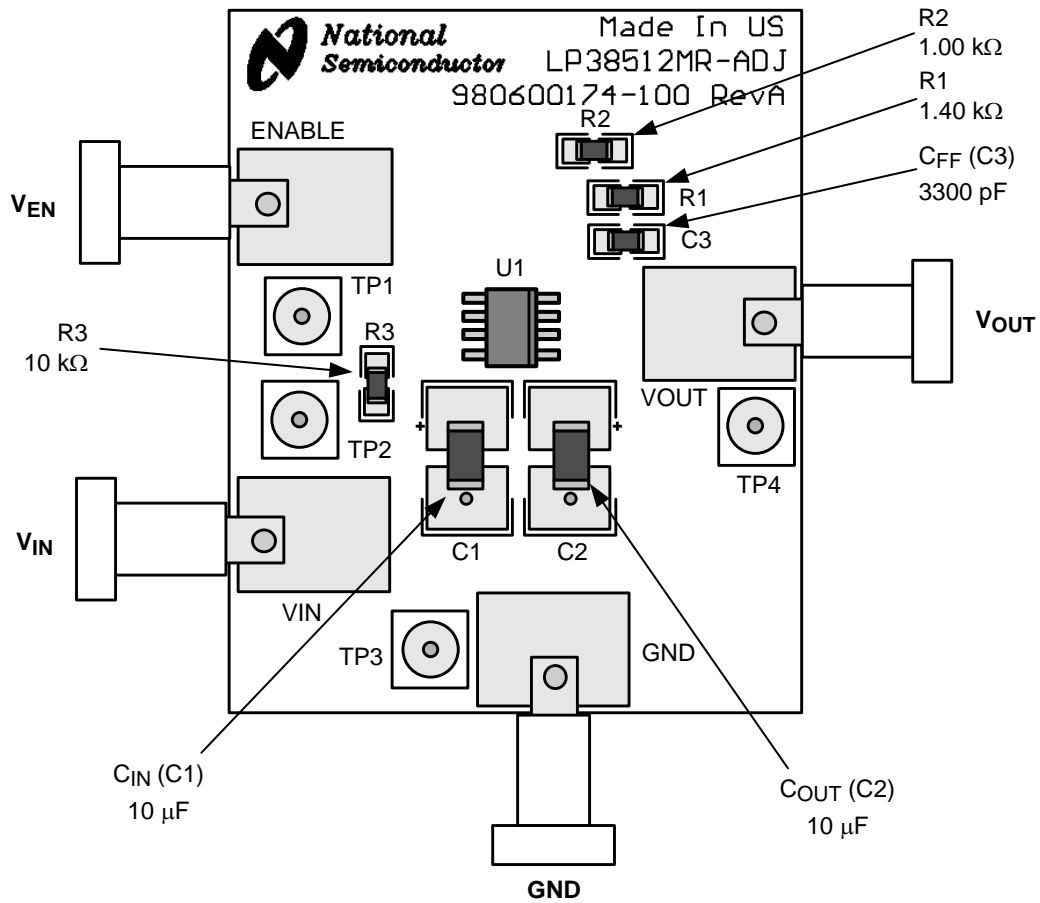 National
Semiconductor
Made In US
LP38512MR-ADJ
980600174-100 RevA
R2
1.00 kΩ
R1
1.40 kΩ
CFF (C3)
3300 pF
R2
R1
C3
ENABLE
VEN
TP1
U1
R3
10 kΩ
R3
VOUT
VOUT
TP2
TP4
+
+
VIN
C1
C2
VIN
TP3
GND
CIN (C1)
10 μF
COUT (C2)
10 μF
GND